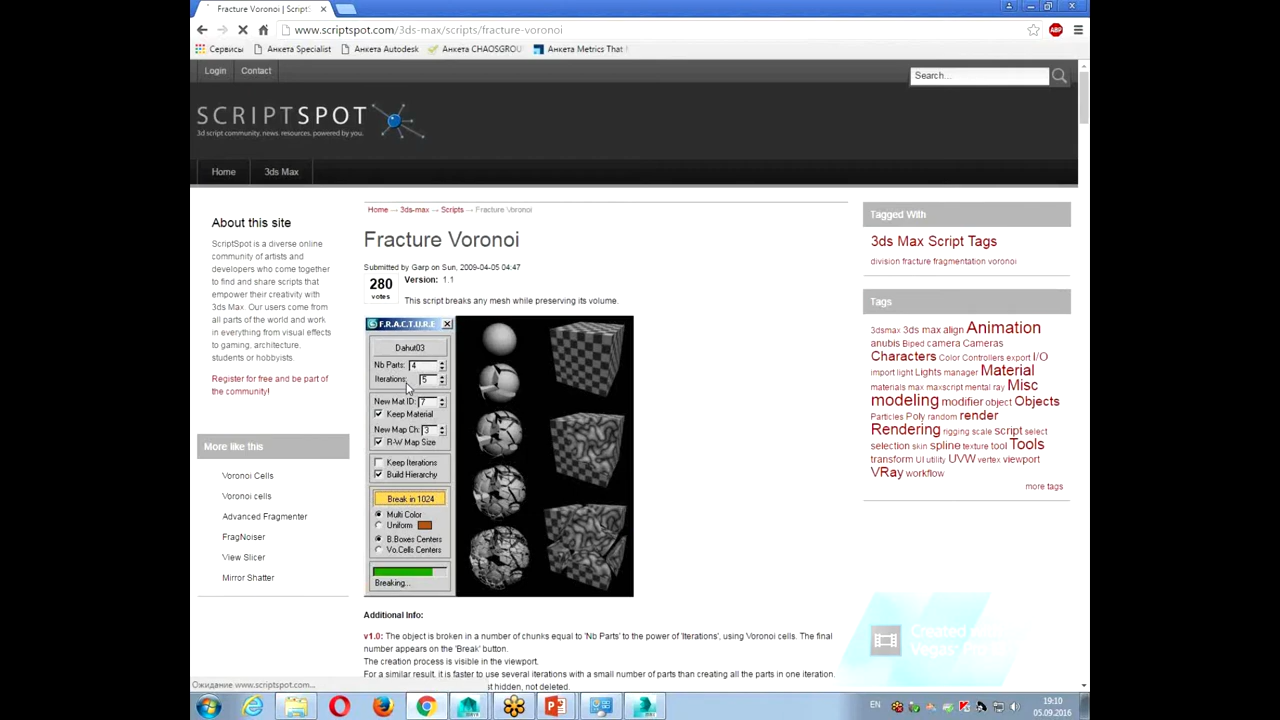 Fracture Voronoi | Script
www.scriptspot.com/3ds-max/scripts/fracture-voronoi
Сервисы
Анкета Specialist
Анкета Autodesk
Анкета CHAOSGROU
Анкета Metrics That
Login
Contact
Search...
SCRIPTSPOT
3d script community, news. resources, powered by you.
Home
3ds Max
About this site
ScriptSpot is a diverse online
community of artists and
developers who come together
to find and share scripts that
empower their creativity with
3ds Max. Our users come from
all parts of the world and work
in everything from visual effects
to gaming, architecture,
students or hobbyists.
Register for free and be part of
the community!
More like this
Voronoi Cells
Voronoi cells
Advanced Fragmenter
FragNoiser
View Slicer
Mirror Shatter
Home → 3ds-max → Scripts → Fracture Voronoi
Fracture Voronoi
Submitted by Garp on Sun, 2009-04-05 04:47
280
votes
Version: 1.1
This script breaks any mesh while preserving its volume.
F.R.A.C.T.U.R.E
Dahut03
Nb Parts: 4
Iterations: 5
New Mat ID: 7
Keep Material
New Map Ch: 3
R-W Map Size
Keep Iterations
Build Hierarchy
Break in 1024
Multi Color
Uniform
B.Boxes Centers
Vo.Cells Centers
Breaking...
Additional Info:
v1.0: The object is broken in a number of chunks equal to 'Nb Parts' to the power of 'Iterations', using Voronoi cells. The final
number appears on the 'Break' button.
The creation process is visible in the viewport.
For a similar result, it is faster to use several iterations with a small number of parts than creating all the parts in one iteration.
st hidden, not deleted.
Tagged With
3ds Max Script Tags
division fracture fragmentation voronoi
Tags
3dsmax 3ds max align Animation
anubis Biped camera Cameras
Characters Color Controllers export I/O
import light Lights manager Material
materials max maxscript mental ray Misc
modeling modifier object Objects
Particles Poly random render
Rendering rigging scale script select
selection skin spline texture tool Tools
transform UI utility UVW vertex viewport
VRay workflow
more tags
Created
Vegas Pro
Ожидание www.scriptspot.com...
EN
19:10
05.09.2016